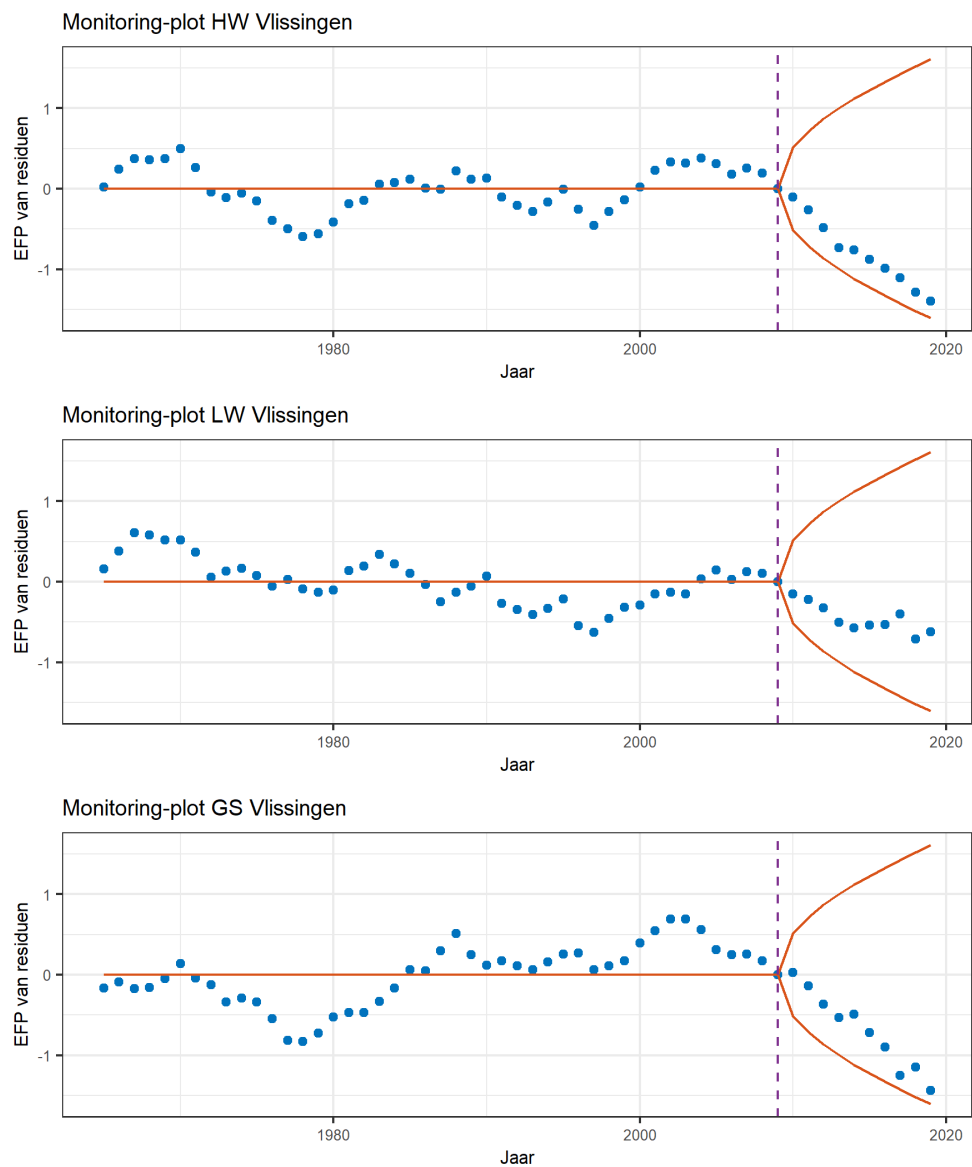 Monitoring-plot HW Vlissingen
EFP van residuen
1
0
-1
1980
2000
2020
Jaar
Monitoring-plot LW Vlissingen
EFP van residuen
1
0
-1
1980
2000
2020
Jaar
Monitoring-plot GS Vlissingen
EFP van residuen
1
0
-1
1980
2000
2020
Jaar